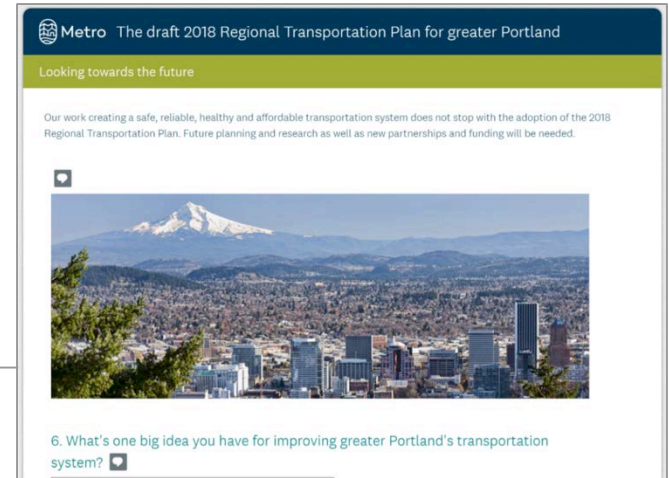 Metro The draft 2018 Regional Transportation Plan for greater Portland
Looking towards the future
Our work creating a safe, reliable, healthy and affordable transportation system does not stop with the adoption of the 2018
Regional Transportation Plan. Future planning and research as well as new partnerships and funding will be needed.
6. What's one big idea you have for improving greater Portland's transportation
system?